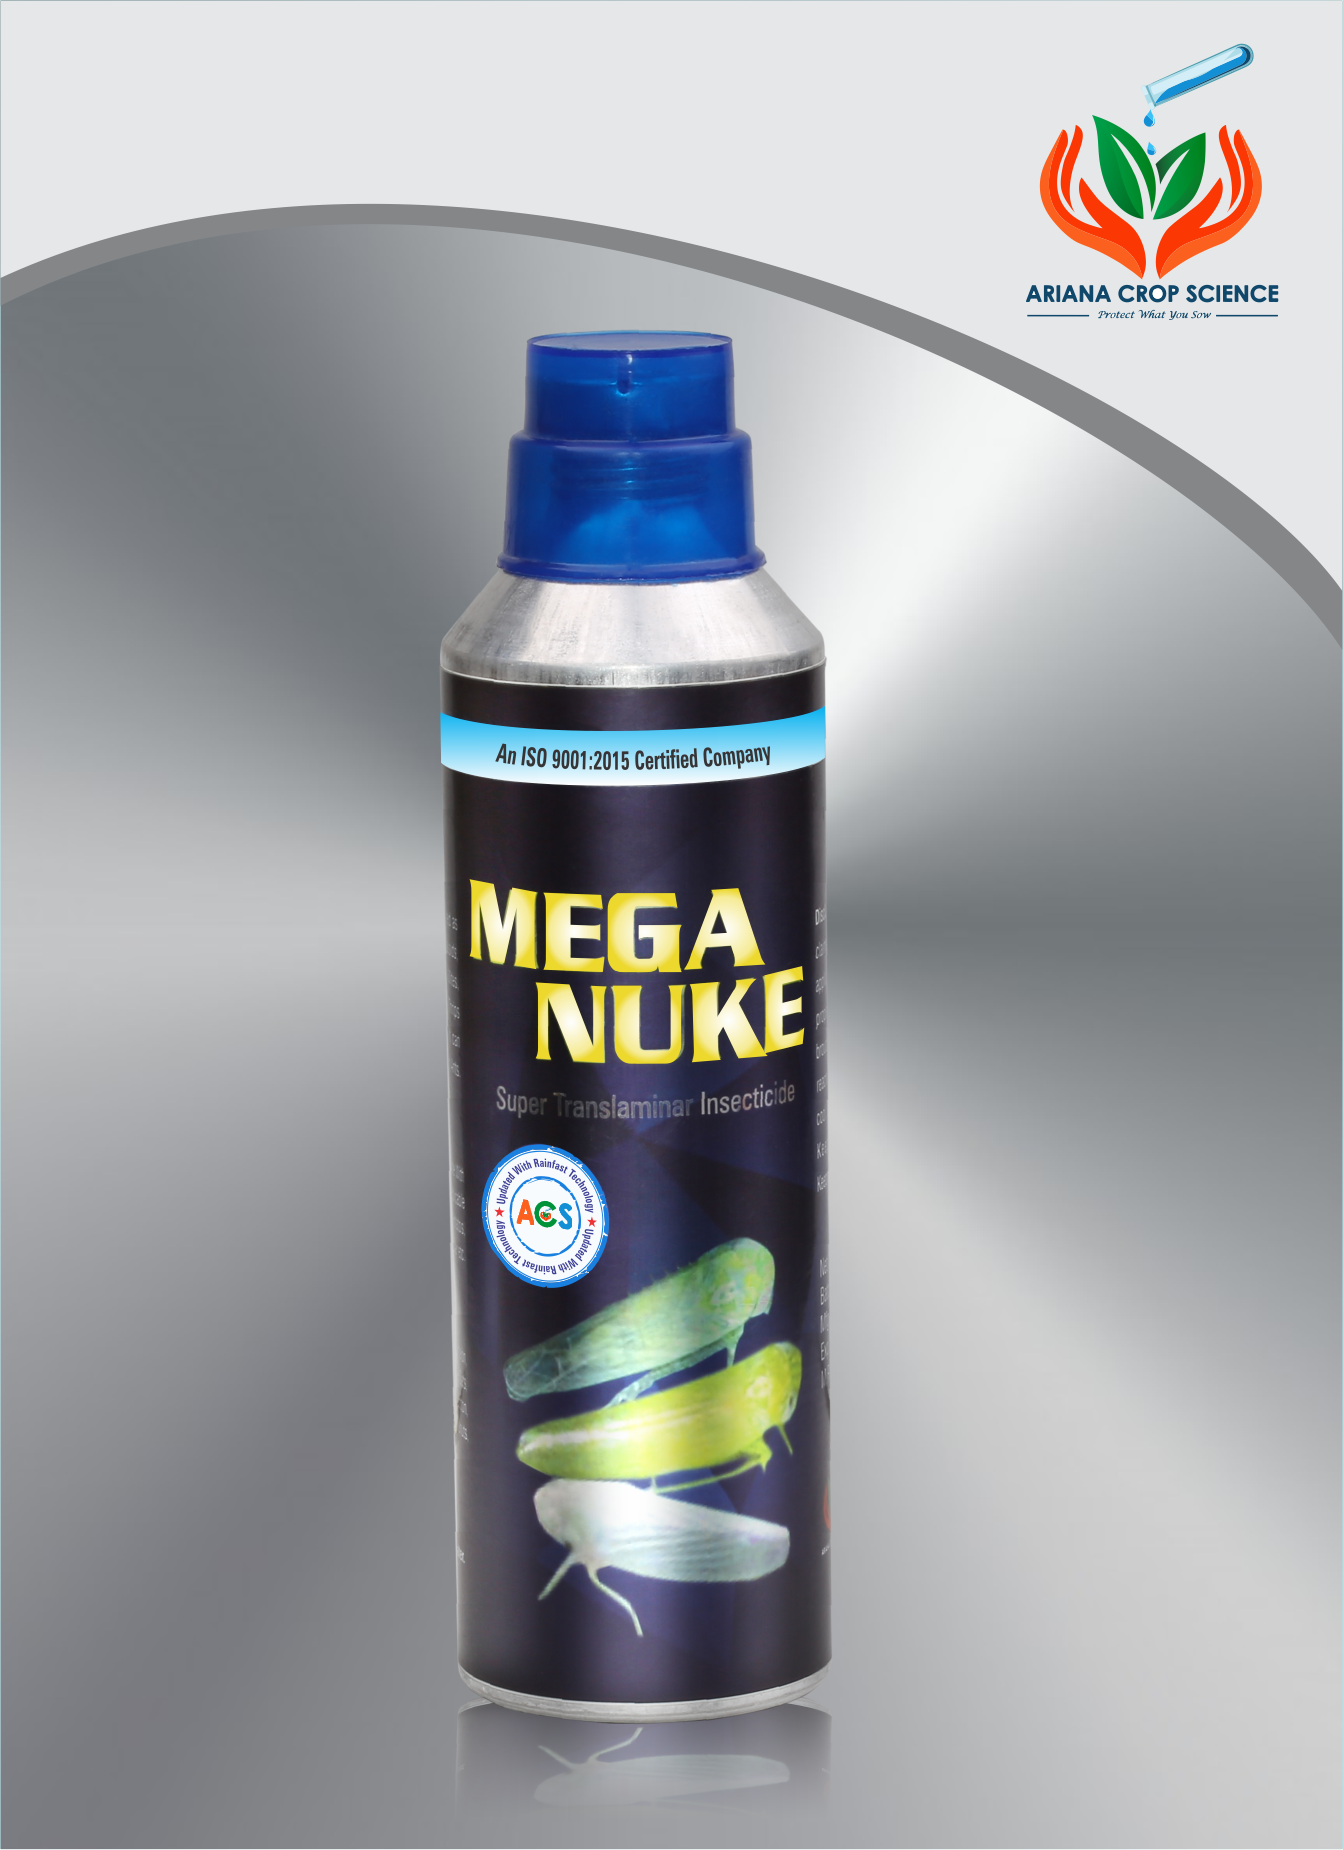 ARIANA CROP SCIENCE
Protect What You Sow
An ISO 9001:2015 Certified Company
MEGA
NUKE
Super Translaminar Insecticide
Updated With Rainfast Technology ★ Updated With Rainfast Technology ★
ACS